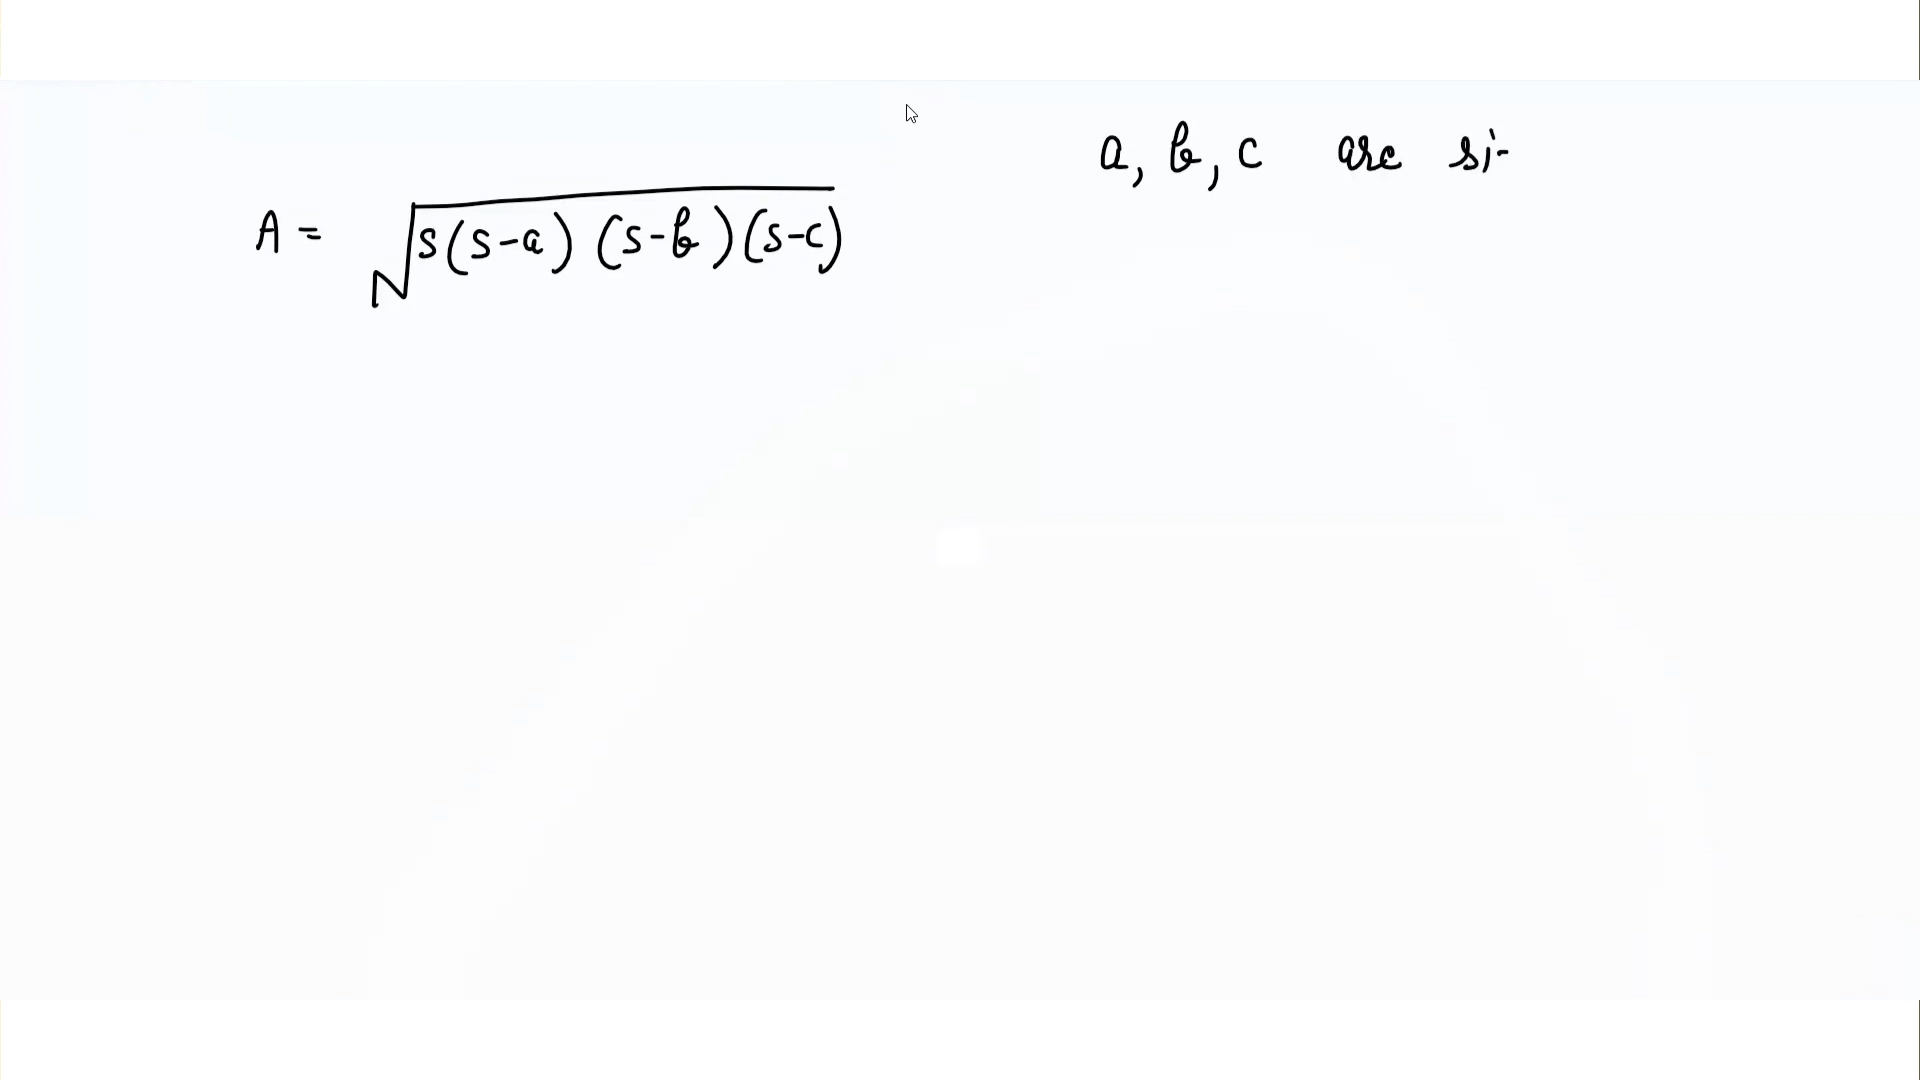 a, b, c are si
A = √s(s-a) (s-b)(s-c)